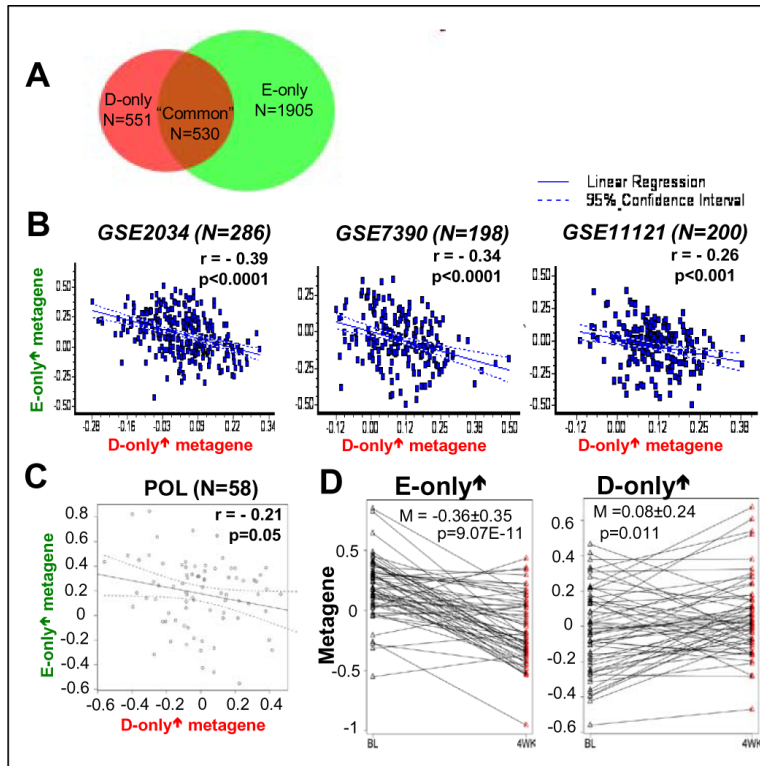 A
D-only
N=551
"Common"
N=530
E-only
N=1905
Linear Regression
95% Confidence Interval
B
GSE2034 (N=286)
r = - 0.39
p<0.0001
GSE7390 (N=198)
r = - 0.34
p<0.0001
GSE11121 (N=200)
r = - 0.26
p<0.001
E-only↑ metagene
0.50
0.25
0.00
-0.25
-0.50
-0.28
-0.15
-0.03
0.09
0.22
0.34
D-only↑ metagene
0.50
0.25
0.00
-0.25
-0.50
-0.12
0.00
0.12
0.25
0.38
0.50
D-only↑ metagene
0.50
0.25
0.00
-0.25
-0.50
-0.12
0.00
0.12
0.25
0.38
D-only↑ metagene
C
POL (N=58)
r = - 0.21
p=0.05
E-only↑ metagene
0.8
0.6
0.4
0.2
0
-0.2
-0.4
-0.6
-0.6 -0.4 -0.2 0 0.2 0.4
D-only↑ metagene
D
E-only↑
M = -0.36±0.35
p=9.07E-11
Metagene
0.5
0
-0.5
-1
BL 4WK
D-only↑
M =0.08±0.24
p=0.011
0.6
0.4
0.2
0
-0.2
-0.4
-0.6
BL 4WK